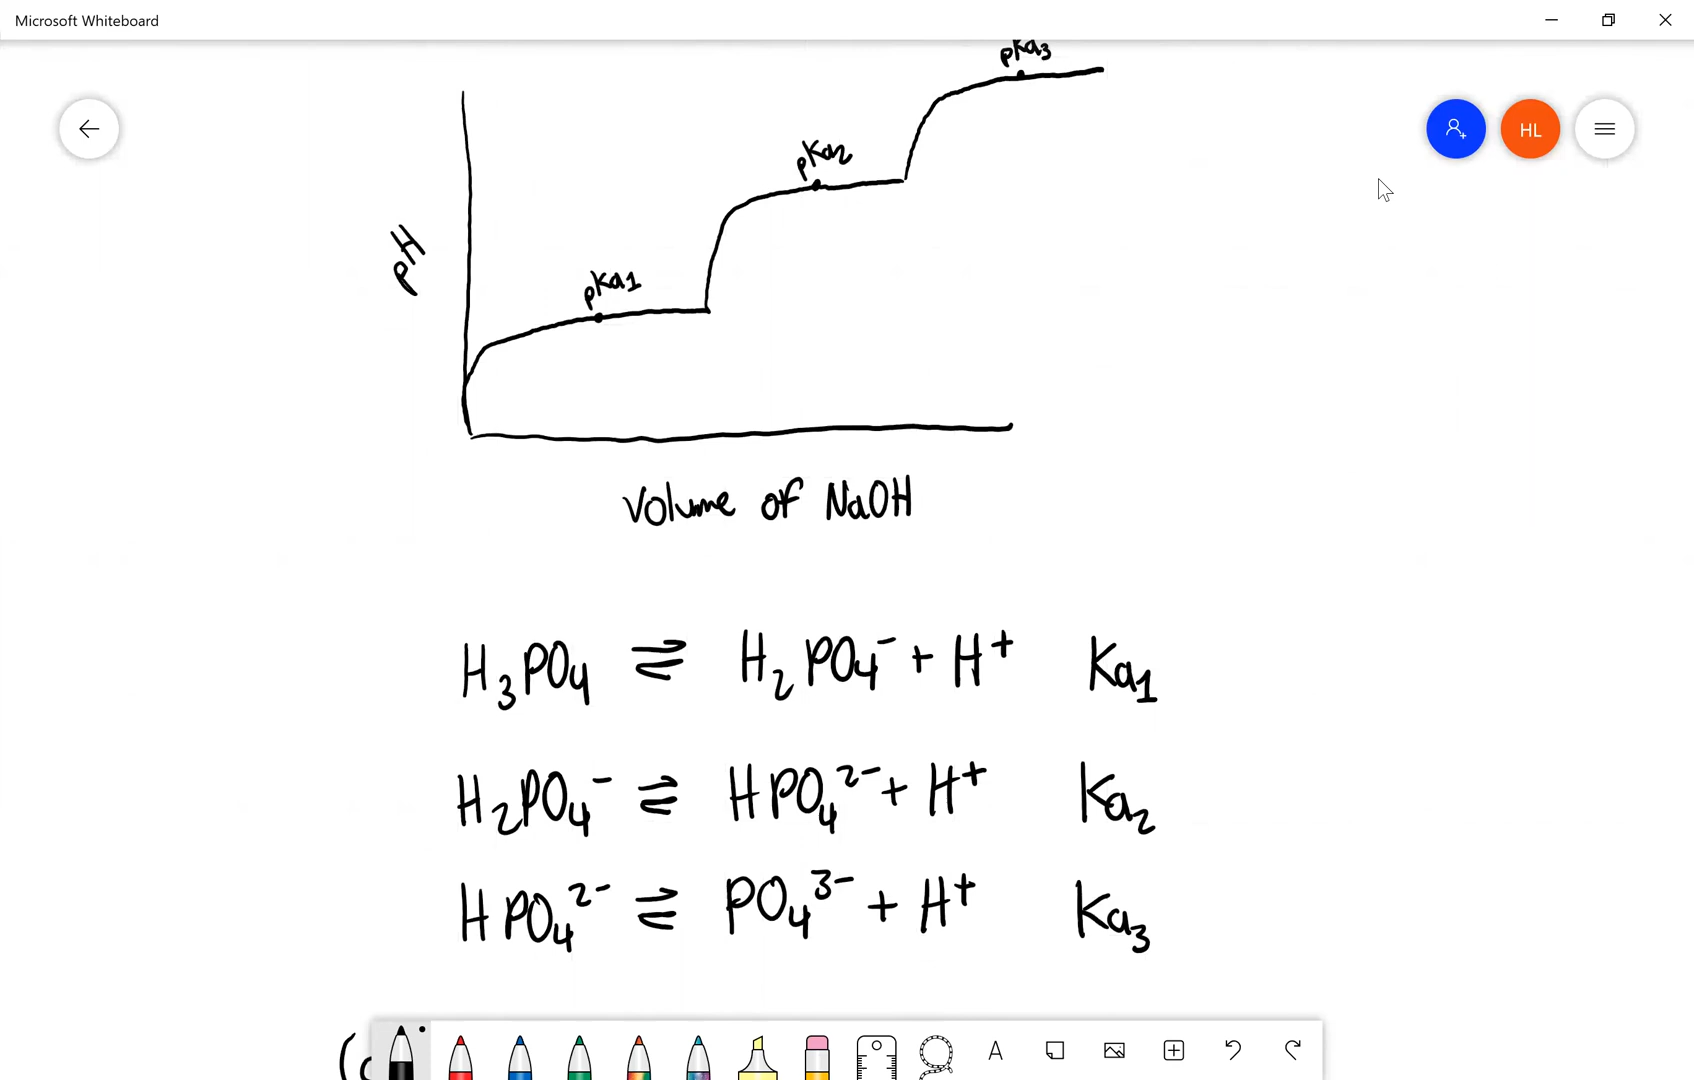 Microsoft Whiteboard
pKa3
HL
pKa2
pH
pKa1
Volume of NaOH
H₃PO₄ ⇌ H₂PO₄⁻ + H⁺ Ka₁
H₂PO₄⁻ ⇌ HPO₄²⁻ + H⁺ Ka₂
HPO₄²⁻ ⇌ PO₄³⁻ + H⁺ Ka₃
A